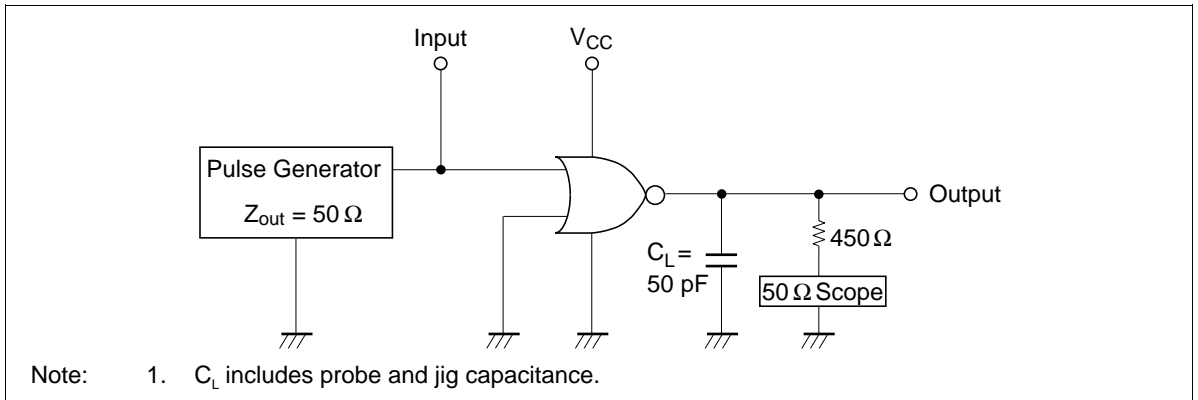 Input
V_CC
Pulse Generator
Z_out = 50 Ω
Output
450 Ω
C_L =
50 pF
50 Ω Scope
Note: 1. C_L includes probe and jig capacitance.